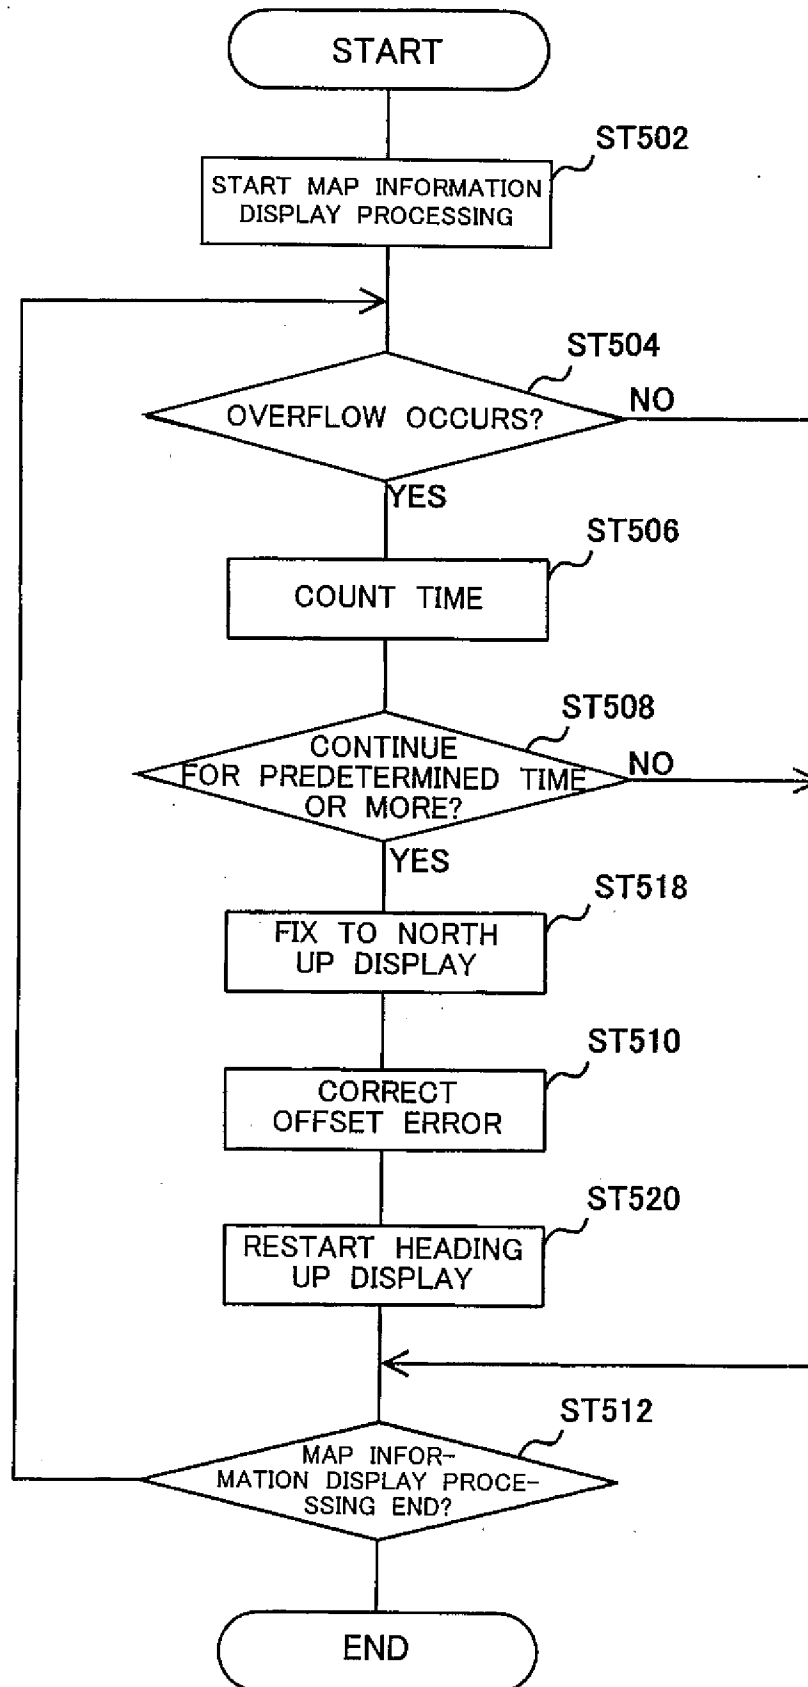 START
ST502
START MAP INFORMATION
DISPLAY PROCESSING
ST504
OVERFLOW OCCURS?
NO
YES
ST506
COUNT TIME
ST508
CONTINUE
FOR PREDETERMINED TIME
OR MORE?
NO
YES
ST518
FIX TO NORTH
UP DISPLAY
ST510
CORRECT
OFFSET ERROR
ST520
RESTART HEADING
UP DISPLAY
ST512
MAP INFOR-
MATION DISPLAY PROCE-
SSING END?
END